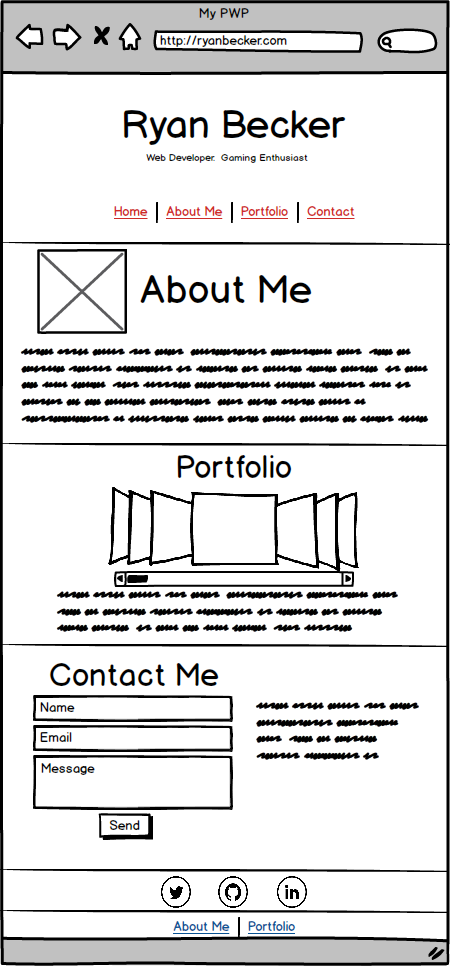 My PWP
http://ryanbecker.com
Ryan Becker
Web Developer. Gaming Enthusiast
Home About Me Portfolio Contact
About Me
Portfolio
Contact Me
Name
Email
Message
Send
in
About Me Portfolio